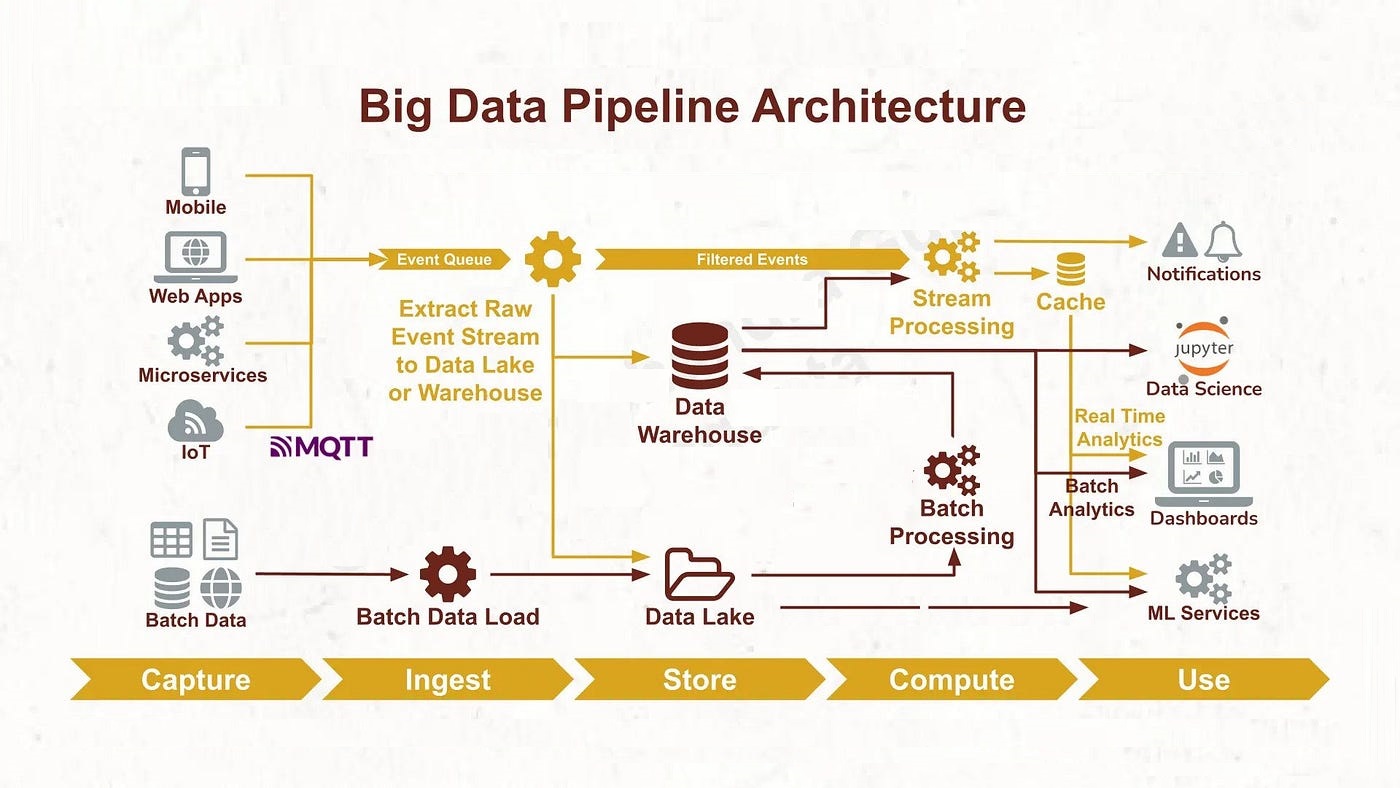 Big Data Pipeline Architecture
Mobile
Web Apps
Microservices
IoT
MQTT
Batch Data
Event Queue
Extract Raw
Event Stream
to Data Lake
or Warehouse
Batch Data Load
Filtered Events
Data
Warehouse
Data Lake
Stream
Processing
Cache
Batch
Processing
Notifications
jupyter
Data Science
Real Time
Analytics
Batch
Analytics
Dashboards
ML Services
Capture
Ingest
Store
Compute
Use